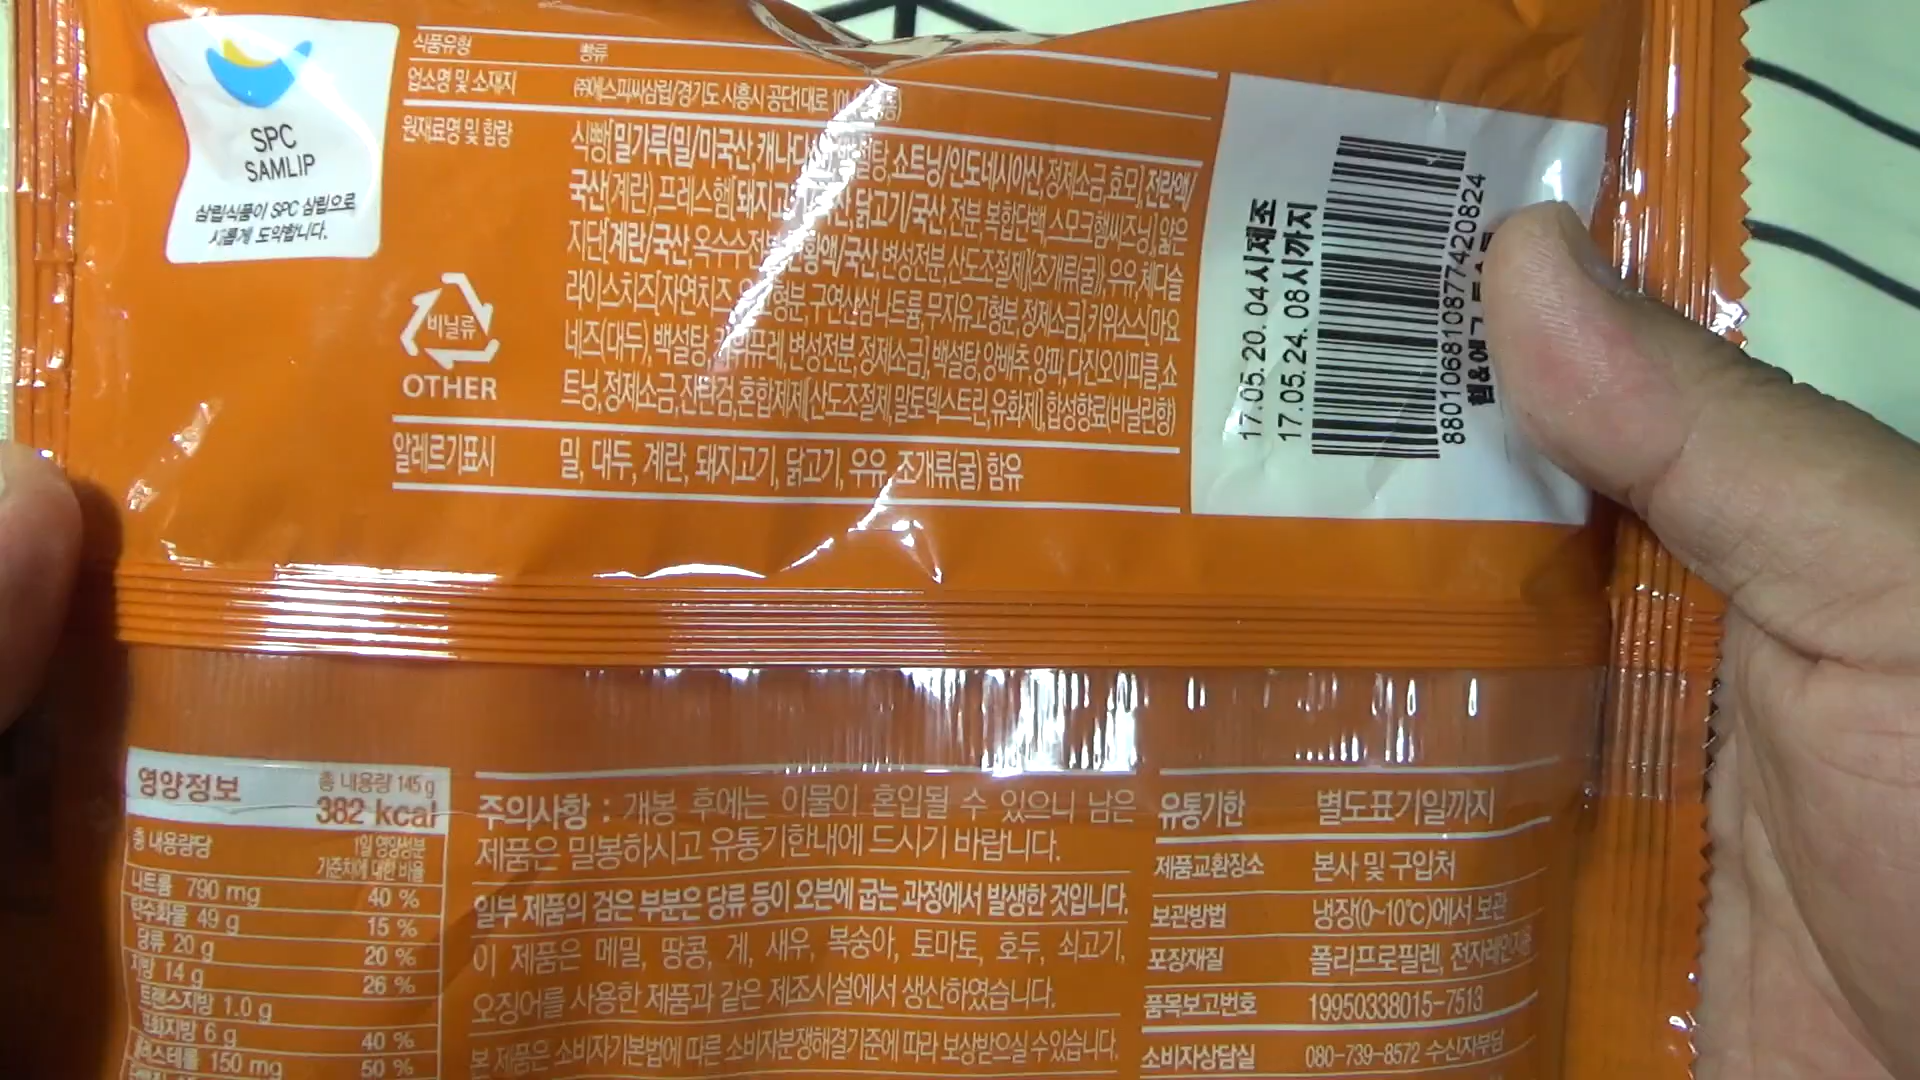 SPC
SAMLIP
삼립식품이 SPC 삼립으로
새롭게 도약합니다.
식품유형 빵류
업소명 및 소재지 ㈜에스피씨삼립/경기도 시흥시 공단1대로
원재료명 및 함량 식빵[밀가루(밀/미국산,캐나다 쇼트닝/인도네시아산,정제소금,효모],전란액/
국산(계란),프레스햄[돼지고기 닭고기/국산,전분,복합단백,스모크햄씨즈닝],얇은
지단[계란/국산,옥수수전분 난황액/국산,변성전분,산도조절제](조개류(굴)),우유,체다슬
라이스치즈[자연치즈 구연산삼나트륨,무지유고형분,정제소금],키위소스[마요
네즈(대두),백설탕,키위퓨레,변성전분,정제소금],백설탕,양배추,양파,다진오이피클,쇼
트닝,정제소금,잔탄검,혼합제제[산도조절제,말토덱스트린,유화제],합성향료(바닐린향)
비닐류
OTHER
알레르기표시 밀, 대두, 계란, 돼지고기, 닭고기, 우유, 조개류(굴) 함유
17.05.20. 04시제조
17.05.24. 08시까지
880106810877420824
햄&에그
영양정보 총 내용량 145 g
382 kcal
총 내용량당 1일 영양성분
기준치에 대한 비율
나트륨 790 mg 40 %
탄수화물 49 g 15 %
당류 20 g 20 %
지방 14 g 26 %
트랜스지방 1.0 g
포화지방 6 g 40 %
콜레스테롤 150 mg 50 %
주의사항 : 개봉 후에는 이물이 혼입될 수 있으니 남은
제품은 밀봉하시고 유통기한내에 드시기 바랍니다.
일부 제품의 검은 부분은 당류 등이 오븐에 굽는 과정에서 발생한 것입니다.
이 제품은 메밀, 땅콩, 게, 새우, 복숭아, 토마토, 호두, 쇠고기,
오징어를 사용한 제품과 같은 제조시설에서 생산하였습니다.
본 제품은 소비자기본법에 따른 소비자분쟁해결기준에 따라 보상받으실 수 있습니다.
유통기한 별도표기일까지
제품교환장소 본사 및 구입처
보관방법 냉장(0~10℃)에서 보관
포장재질 폴리프로필렌, 전자레인지용
품목보고번호 19950338015-7513
소비자상담실 080-739-8572 수신자부담